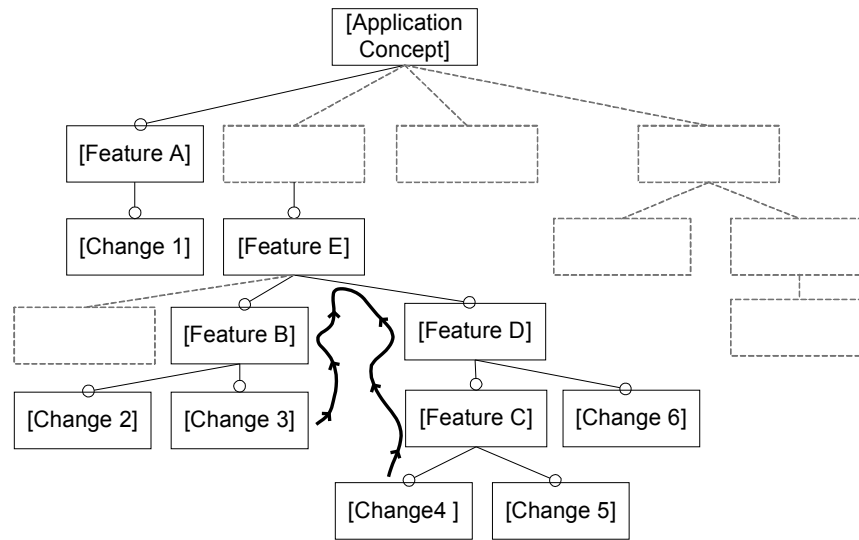 [Application
Concept]
[Feature A]
[Change 1]
[Feature E]
[Feature B]
[Feature D]
[Change 2]
[Change 3]
[Feature C]
[Change 6]
[Change4 ]
[Change 5]